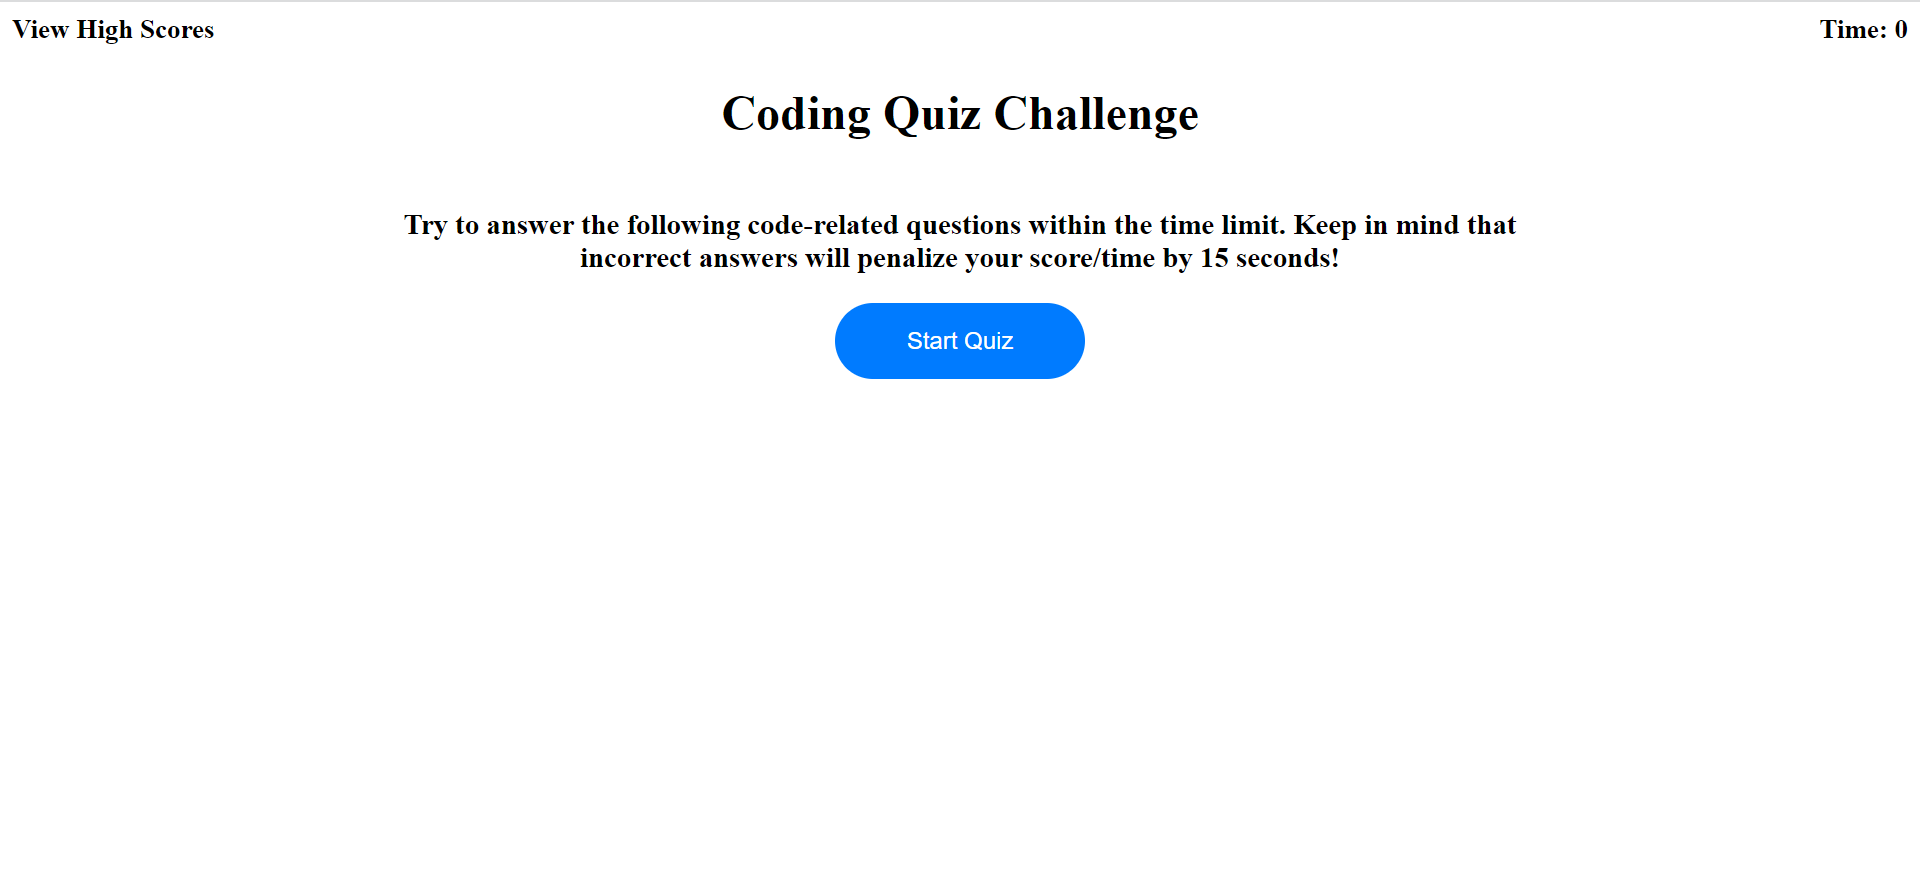 View High Scores
Time: 0
Coding Quiz Challenge
Try to answer the following code-related questions within the time limit. Keep in mind that
incorrect answers will penalize your score/time by 15 seconds!
Start Quiz